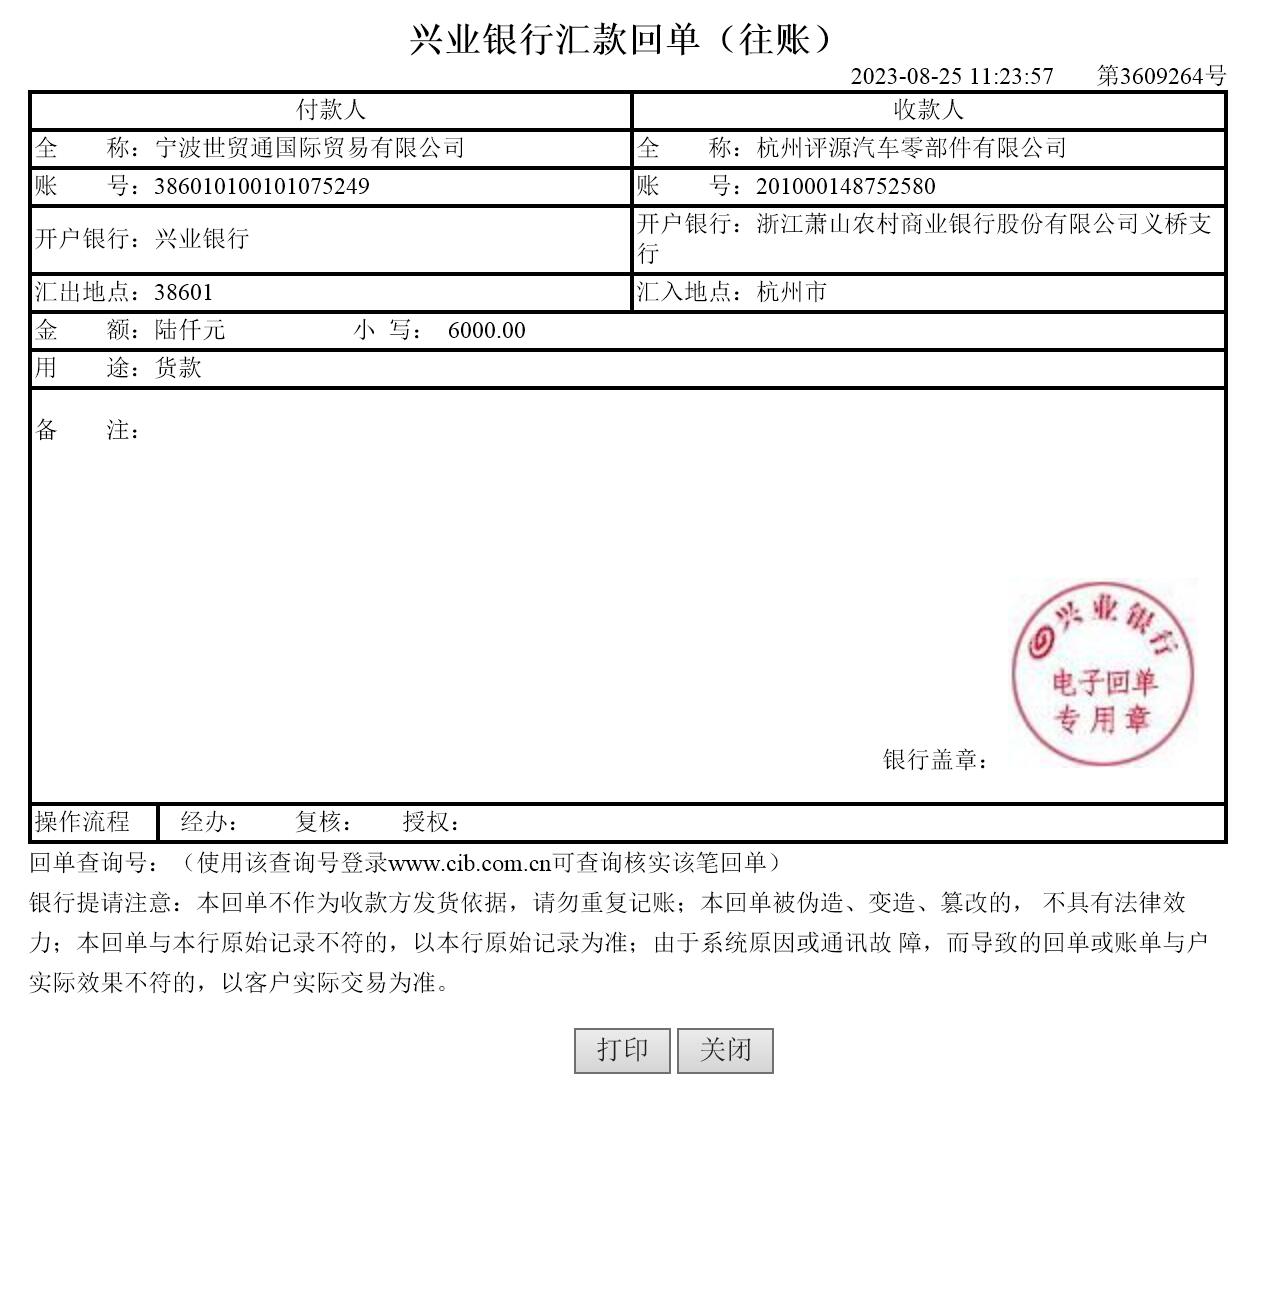 兴业银行汇款回单（往账）
2023-08-25 11:23:57 第3609264号
付款人 收款人
全 称：宁波世贸通国际贸易有限公司 全 称：杭州评源汽车零部件有限公司
账 号：386010100101075249 账 号：201000148752580
开户银行：兴业银行 开户银行：浙江萧山农村商业银行股份有限公司义桥支
行
汇出地点：38601 汇入地点：杭州市
金 额：陆仟元 小 写： 6000.00
用 途：货款
备 注：
兴业银行
电子回单
专用章
银行盖章：
操作流程 经办： 复核： 授权：
回单查询号：（使用该查询号登录www.cib.com.cn可查询核实该笔回单）
银行提请注意：本回单不作为收款方发货依据，请勿重复记账；本回单被伪造、变造、篡改的， 不具有法律效
力；本回单与本行原始记录不符的，以本行原始记录为准；由于系统原因或通讯故 障，而导致的回单或账单与户
实际效果不符的，以客户实际交易为准。
打印 关闭